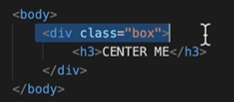 <body>
<div class="box">
<h3>CENTER ME</h3>
</div>
</body>